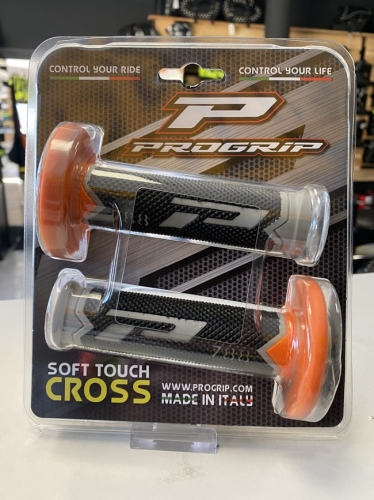 CONTROL YOUR RIDE
CONTROL YOUR LIFE
PROGRIP
SOFT TOUCH
CROSS
WWW.PROGRIP.COM
MADE IN ITALY